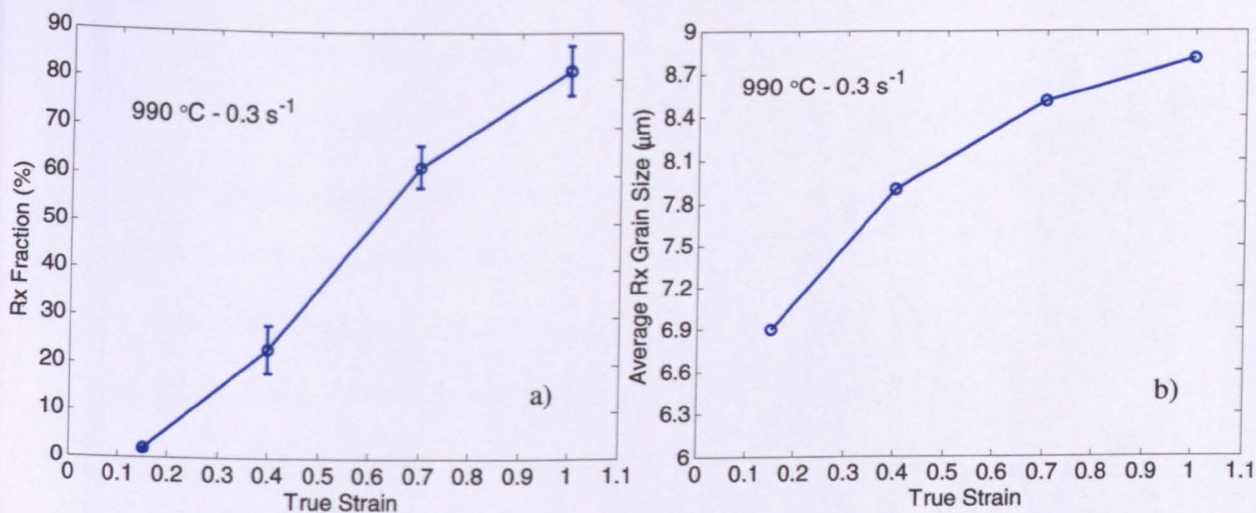 90
80
70
60
50
40
30
20
10
0
Rx Fraction (%)
990 °C - 0.3 s⁻¹
a)
0 0.1 0.2 0.3 0.4 0.5 0.6 0.7 0.8 0.9 1 1.1
True Strain
9
8.7
8.4
8.1
7.8
7.5
7.2
6.9
6.6
6.3
6
Average Rx Grain Size (μm)
990 °C - 0.3 s⁻¹
b)
0 0.1 0.2 0.3 0.4 0.5 0.6 0.7 0.8 0.9 1 1.1
True Strain